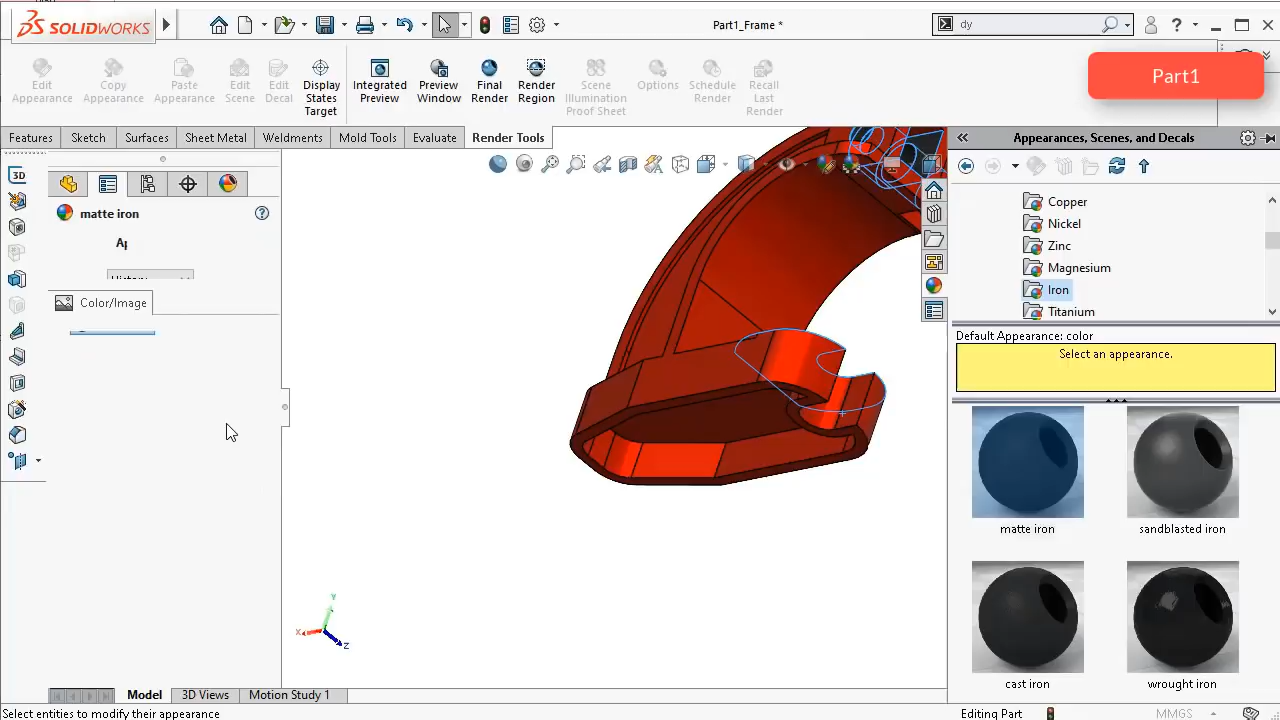 SOLIDWORKS
Part1_Frame *
dy
?
Part1
Edit
Appearance
Copy
Appearance
Paste
Appearance
Edit
Scene
Edit
Decal
Display
States
Target
Integrated
Preview
Preview
Window
Final
Render
Render
Region
Scene
Illumination
Proof Sheet
Options
Schedule
Render
Recall
Last
Render
Features
Sketch
Surfaces
Sheet Metal
Weldments
Mold Tools
Evaluate
Render Tools
Appearances, Scenes, and Decals
3D
matte iron
?
Ap
History
Color/Image
Copper
Nickel
Zinc
Magnesium
Iron
Titanium
Default Appearance: color
Select an appearance.
matte iron
sandblasted iron
cast iron
wrought iron
Y
X
Z
Model
3D Views
Motion Study 1
Select entities to modify their appearance
Editing Part
MMGS